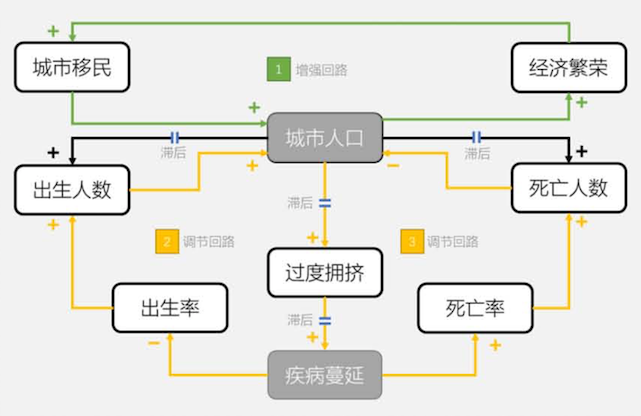 +
城市移民
1 增强回路
经济繁荣
+
+
城市人口
+
滞后
滞后
+
出生人数
+
−
死亡人数
+
滞后
+
2 调节回路
+
3 调节回路
过度拥挤
出生率
滞后
死亡率
−
+
+
疾病蔓延